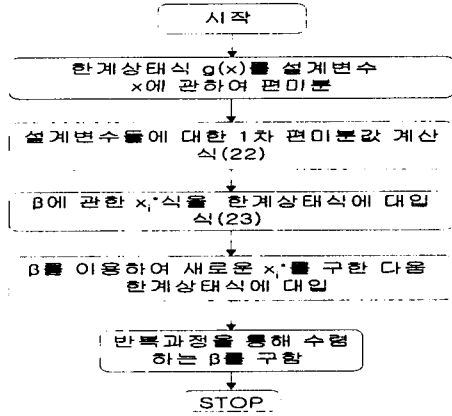 시작
한계상태식 g(x)를 설계변수
x에 관하여 편미분
설계변수들에 대한 1차 편미분값 계산
식(22)
β에 관한 xᵢ*식을 한계상태식에 대입
식(23)
β를 이용하여 새로운 xᵢ*를 구한 다음
한계상태식에 대입
반복과정을 통해 수렴
하는 β를 구함
STOP